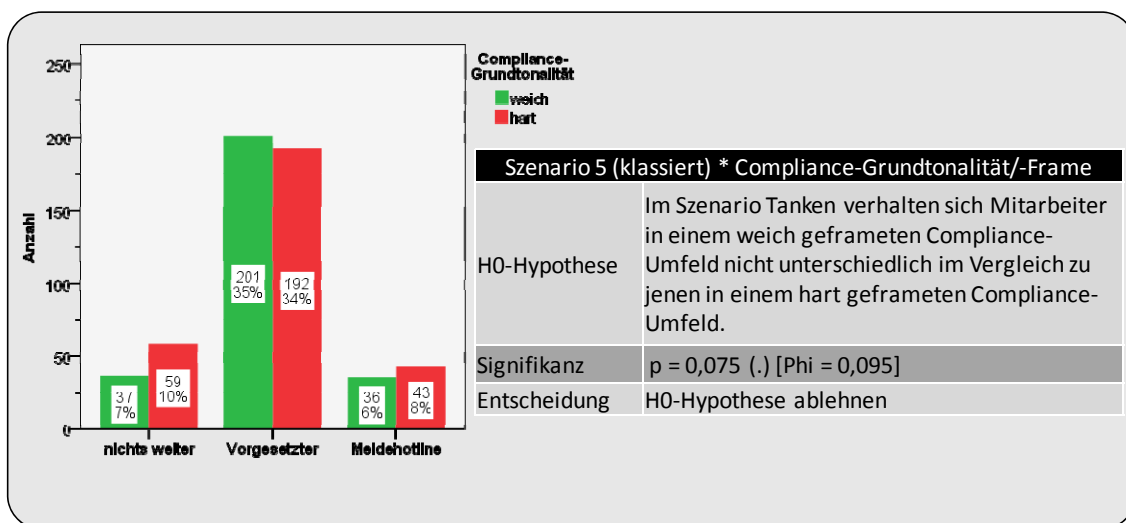 250
200
150
100
50
0
Anzahl
37
7%
59
10%
201
35%
192
34%
36
6%
43
8%
nichts weiter
Vorgesetzter
Meldehotline
Compliance-
Grundtonalität
weich
hart
Szenario 5 (klassiert) * Compliance-Grundtonalität/-Frame
H0-Hypothese
Im Szenario Tanken verhalten sich Mitarbeiter
in einem weich geframeten Compliance-
Umfeld nicht unterschiedlich im Vergleich zu
jenen in einem hart geframeten Compliance-
Umfeld.
Signifikanz
p = 0,075 (.) [Phi = 0,095]
Entscheidung
H0-Hypothese ablehnen